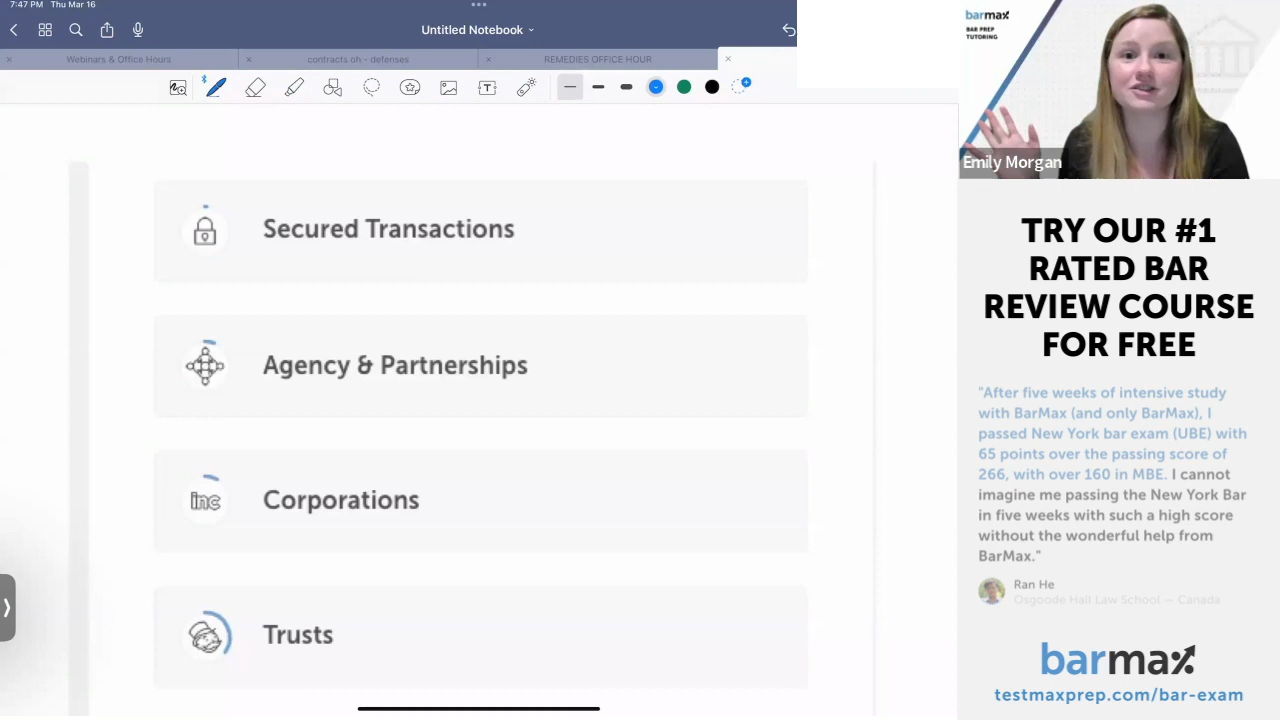 7:47 PM Thu Mar 16
Untitled Notebook
Webinars & Office Hours
contracts oh - defenses
REMEDIES OFFICE HOUR
Secured Transactions
Agency & Partnerships
inc
Corporations
Trusts
barmax
BAR PREP
TUTORING
Emily Morgan
TRY OUR #1
RATED BAR
REVIEW COURSE
FOR FREE
"After five weeks of intensive study
with BarMax (and only BarMax), I
passed New York bar exam (UBE) with
65 points over the passing score of
266, with over 160 in MBE. I cannot
imagine me passing the New York Bar
in five weeks with such a high score
without the wonderful help from
BarMax."
Ran He
Osgoode Hall Law School — Canada
barmax
testmaxprep.com/bar-exam